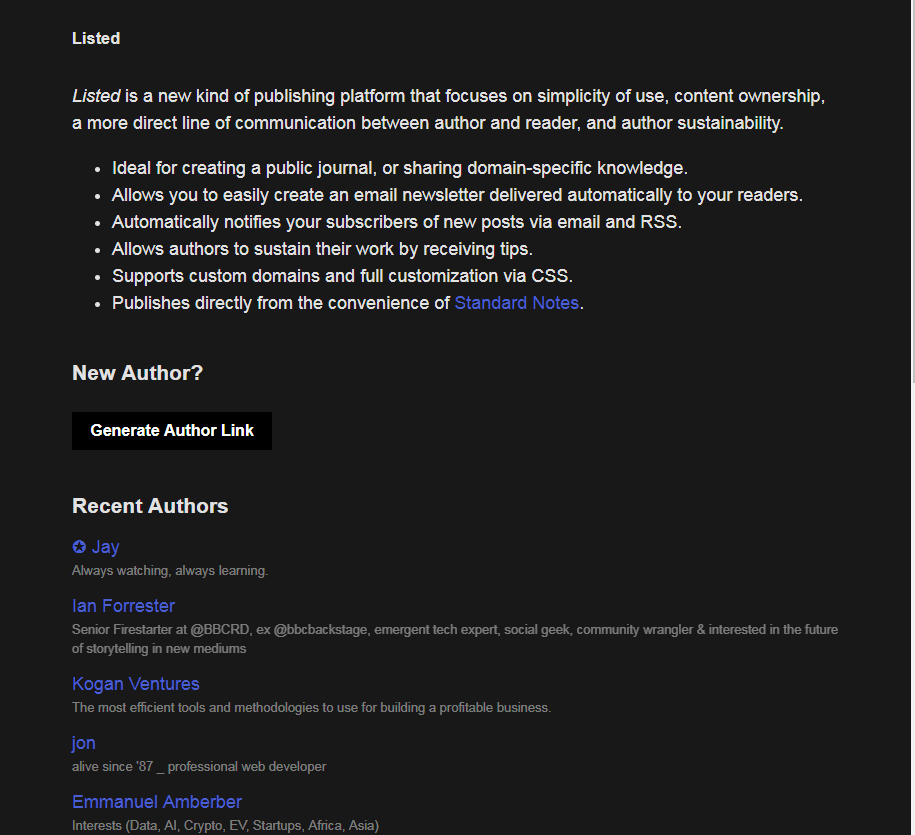 Listed
Listed is a new kind of publishing platform that focuses on simplicity of use, content ownership,
a more direct line of communication between author and reader, and author sustainability.
• Ideal for creating a public journal, or sharing domain-specific knowledge.
• Allows you to easily create an email newsletter delivered automatically to your readers.
• Automatically notifies your subscribers of new posts via email and RSS.
• Allows authors to sustain their work by receiving tips.
• Supports custom domains and full customization via CSS.
• Publishes directly from the convenience of Standard Notes.
New Author?
Generate Author Link
Recent Authors
✪ Jay
Always watching, always learning.
Ian Forrester
Senior Firestarter at @BBCRD, ex @bbcbackstage, emergent tech expert, social geek, community wrangler & interested in the future
of storytelling in new mediums
Kogan Ventures
The most efficient tools and methodologies to use for building a profitable business.
jon
alive since '87 _ professional web developer
Emmanuel Amberber
Interests (Data, AI, Crypto, EV, Startups, Africa, Asia)